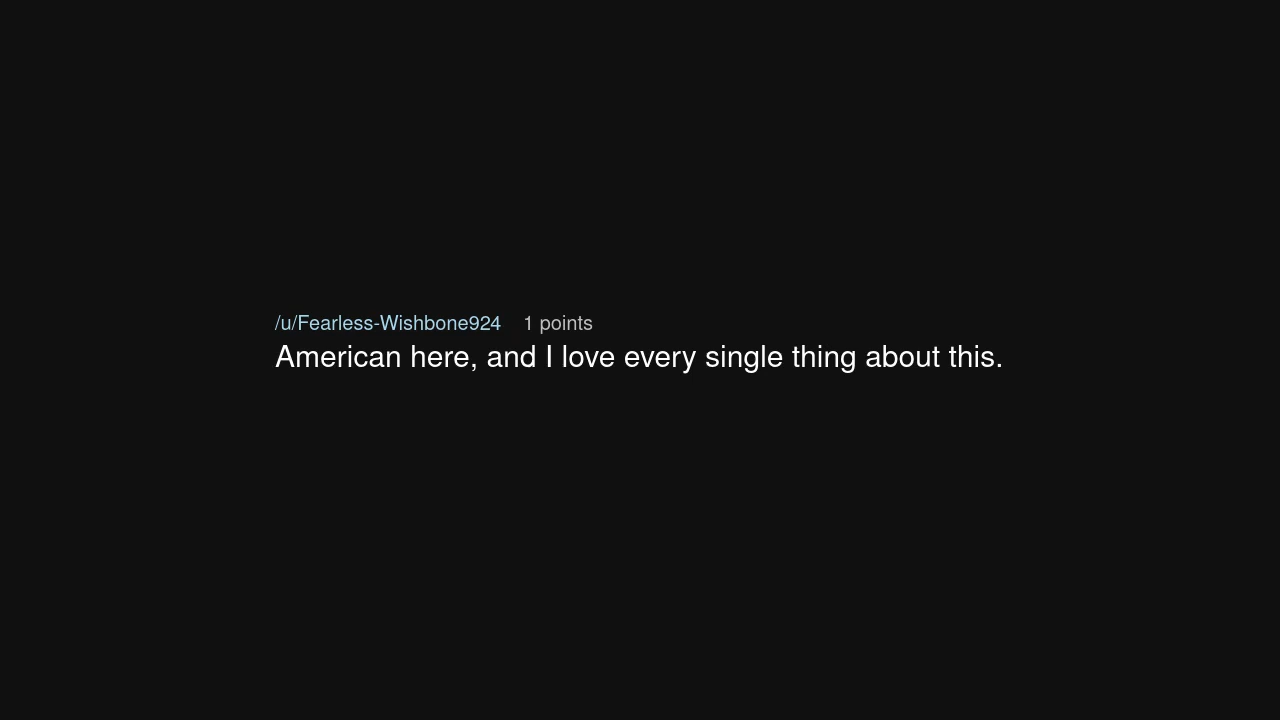 /u/Fearless-Wishbone924 1 points
American here, and I love every single thing about this.